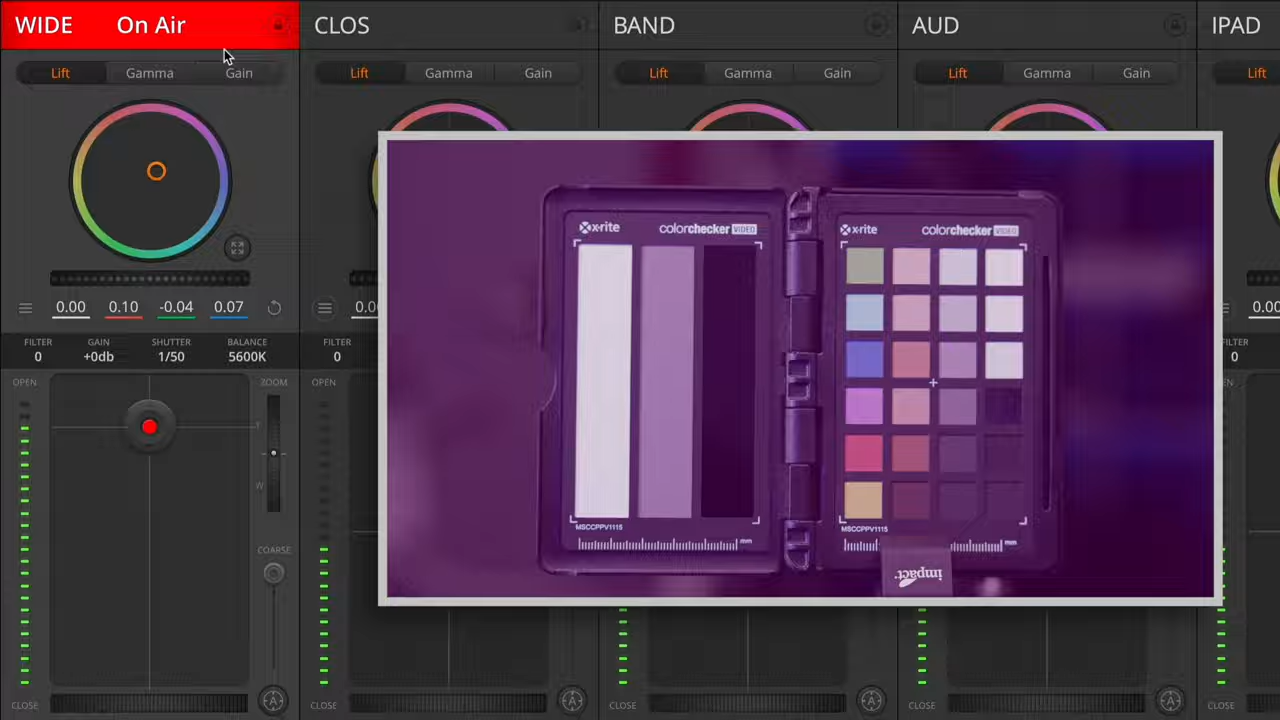 WIDE On Air CLOS BAND AUD IPAD
Lift Gamma Gain Lift Gamma Gain Lift Gamma Gain Lift Gamma Gain Lift
x-rite colorchecker VIDEO x-rite colorchecker VIDEO
0.00 0.10 -0.04 0.07
FILTER GAIN SHUTTER BALANCE FILTER
0 +0db 1/50 5600K 0 0
OPEN ZOOM OPEN
Y
W
MSCCPPV1115 MSCCPPV1115
mm mm
COARSE
impact.
CLOSE A CLOSE A CLOSE A CLOSE A CLOSE